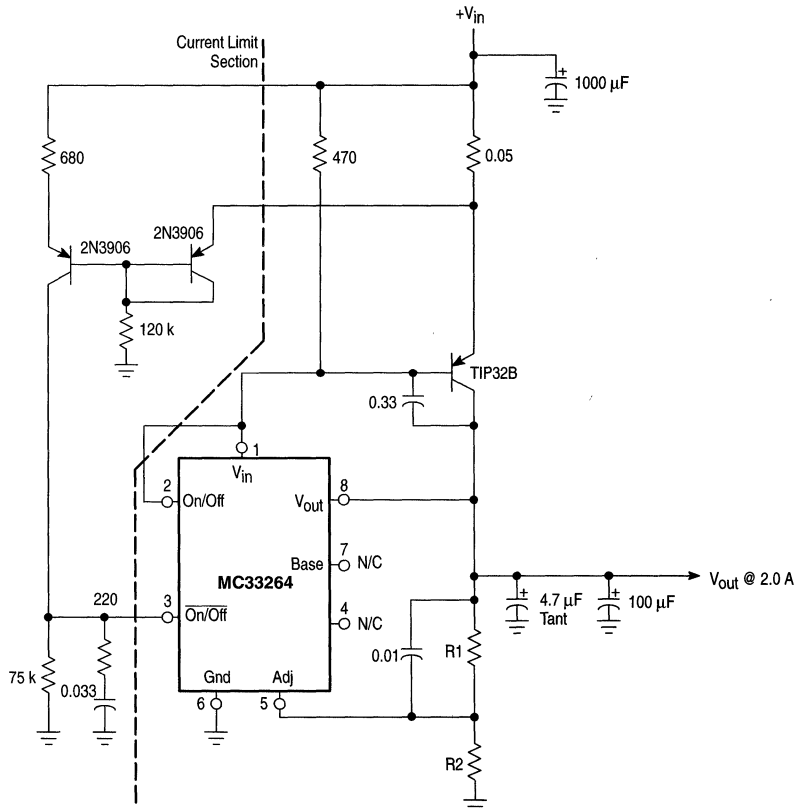 +Vin
Current Limit
Section
1000 µF
680
470
0.05
2N3906
2N3906
120 k
TIP32B
0.33
1
Vin
2
On/Off
Vout
8
Base
7
N/C
MC33264
Vout @ 2.0 A
220
3
On/Off
4
N/C
4.7 µF
Tant
100 µF
75 k
0.033
0.01
R1
Gnd
Adj
6
5
R2